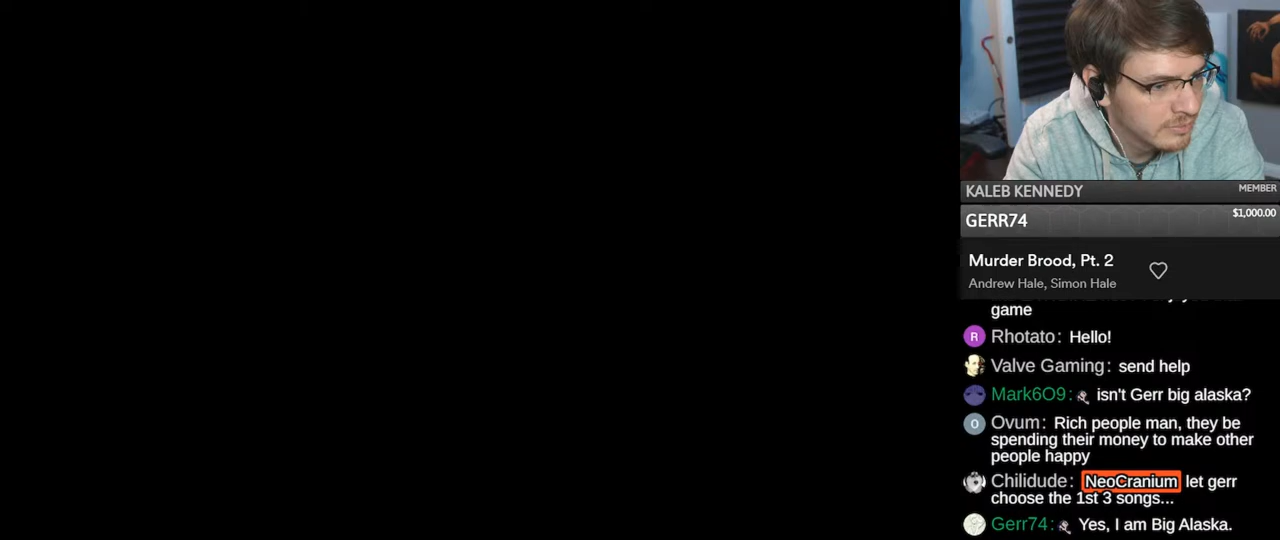 KALEB KENNEDY
MEMBER
GERR74
$1,000.00
Murder Brood, Pt. 2
Andrew Hale, Simon Hale
game
R Rhotato: Hello!
Valve Gaming: send help
Mark6O9: isn't Gerr big alaska?
O Ovum: Rich people man, they be
spending their money to make other
people happy
Chilidude: NeoCranium let gerr
choose the 1st 3 songs...
Gerr74: Yes, I am Big Alaska.